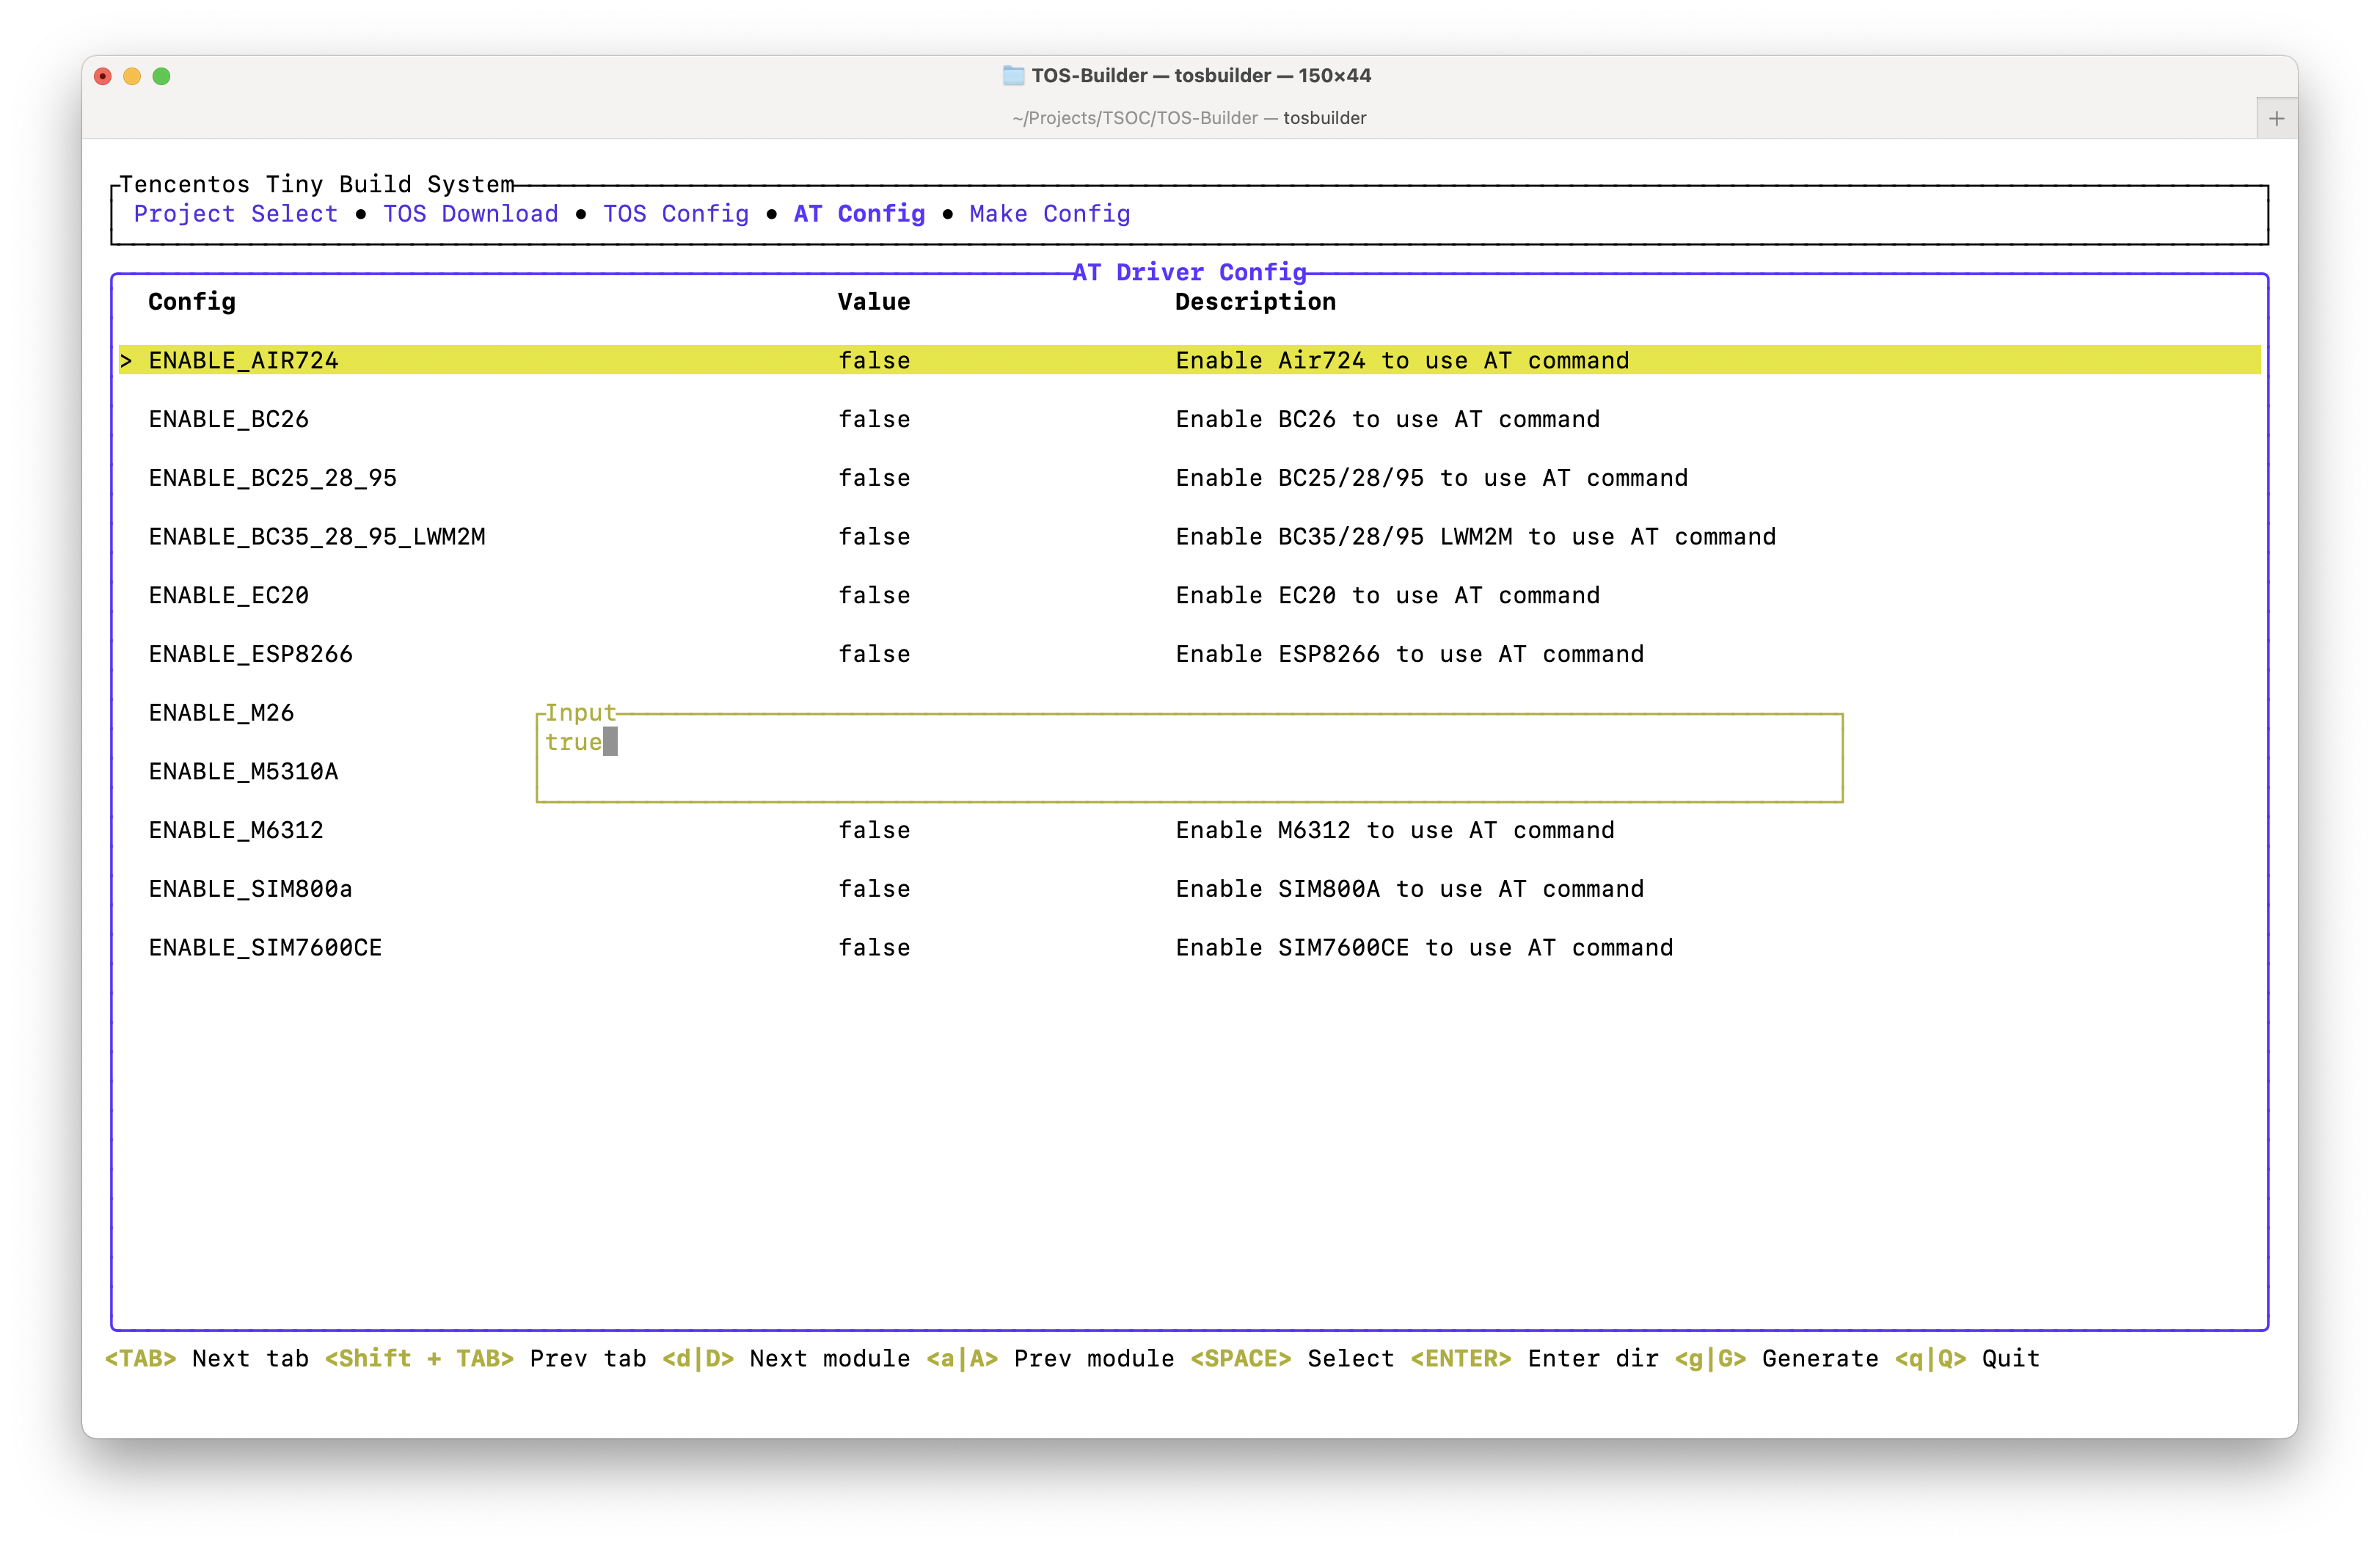 TOS-Builder — tosbuilder — 150×44
~/Projects/TSOC/TOS-Builder — tosbuilder
+
Tencentos Tiny Build System
Project Select • TOS Download • TOS Config • AT Config • Make Config
AT Driver Config
Config Value Description
> ENABLE_AIR724 false Enable Air724 to use AT command
ENABLE_BC26 false Enable BC26 to use AT command
ENABLE_BC25_28_95 false Enable BC25/28/95 to use AT command
ENABLE_BC35_28_95_LWM2M false Enable BC35/28/95 LWM2M to use AT command
ENABLE_EC20 false Enable EC20 to use AT command
ENABLE_ESP8266 false Enable ESP8266 to use AT command
ENABLE_M26 Input
true
ENABLE_M5310A
ENABLE_M6312 false Enable M6312 to use AT command
ENABLE_SIM800a false Enable SIM800A to use AT command
ENABLE_SIM7600CE false Enable SIM7600CE to use AT command
<TAB> Next tab <Shift + TAB> Prev tab <d|D> Next module <a|A> Prev module <SPACE> Select <ENTER> Enter dir <g|G> Generate <q|Q> Quit